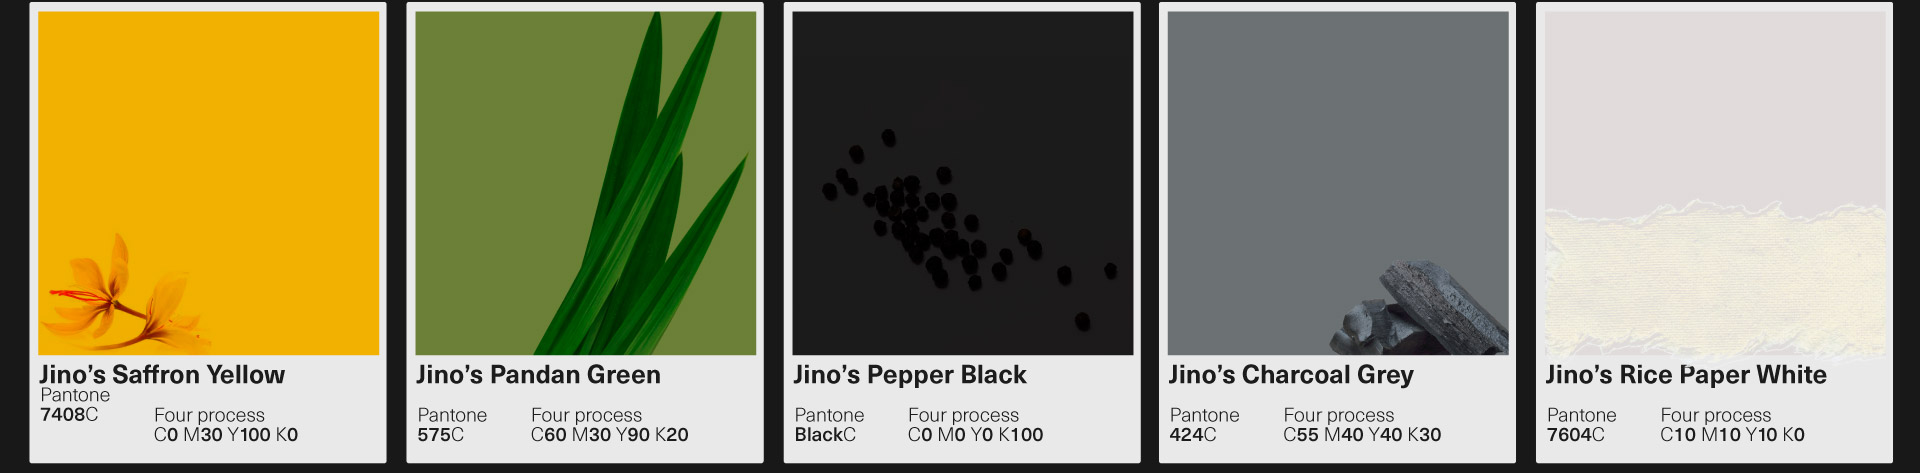 Jino’s Saffron Yellow
Pantone
7408C
Four process
C0 M30 Y100 K0
Jino’s Pandan Green
Pantone
575C
Four process
C60 M30 Y90 K20
Jino’s Pepper Black
Pantone
BlackC
Four process
C0 M0 Y0 K100
Jino’s Charcoal Grey
Pantone
424C
Four process
C55 M40 Y40 K30
Jino’s Rice Paper White
Pantone
7604C
Four process
C10 M10 Y10 K0